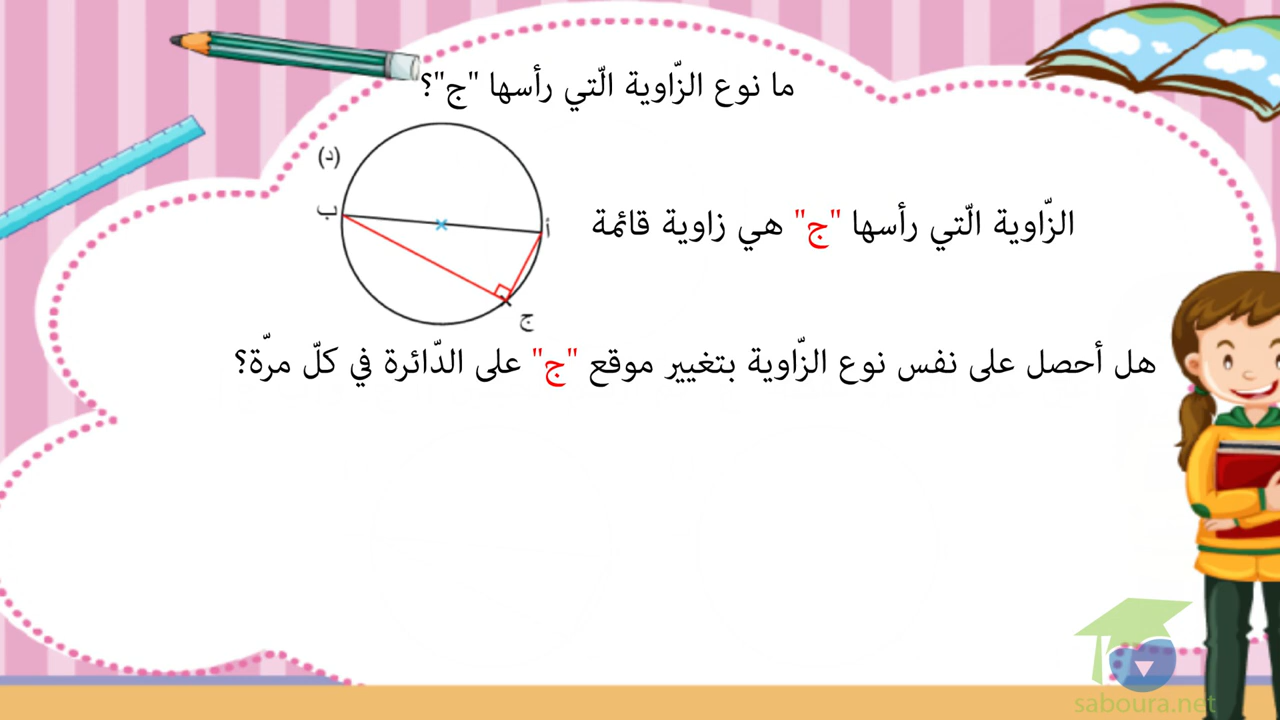 ما نوع الزّاوية الّتي رأسها "ج"؟
(د)
ب
أ
ج
الزّاوية الّتي رأسها "ج" هي زاوية قائمة
هل أحصل على نفس نوع الزّاوية بتغيير موقع "ج" على الدّائرة في كلّ مرّة؟
saboura.net